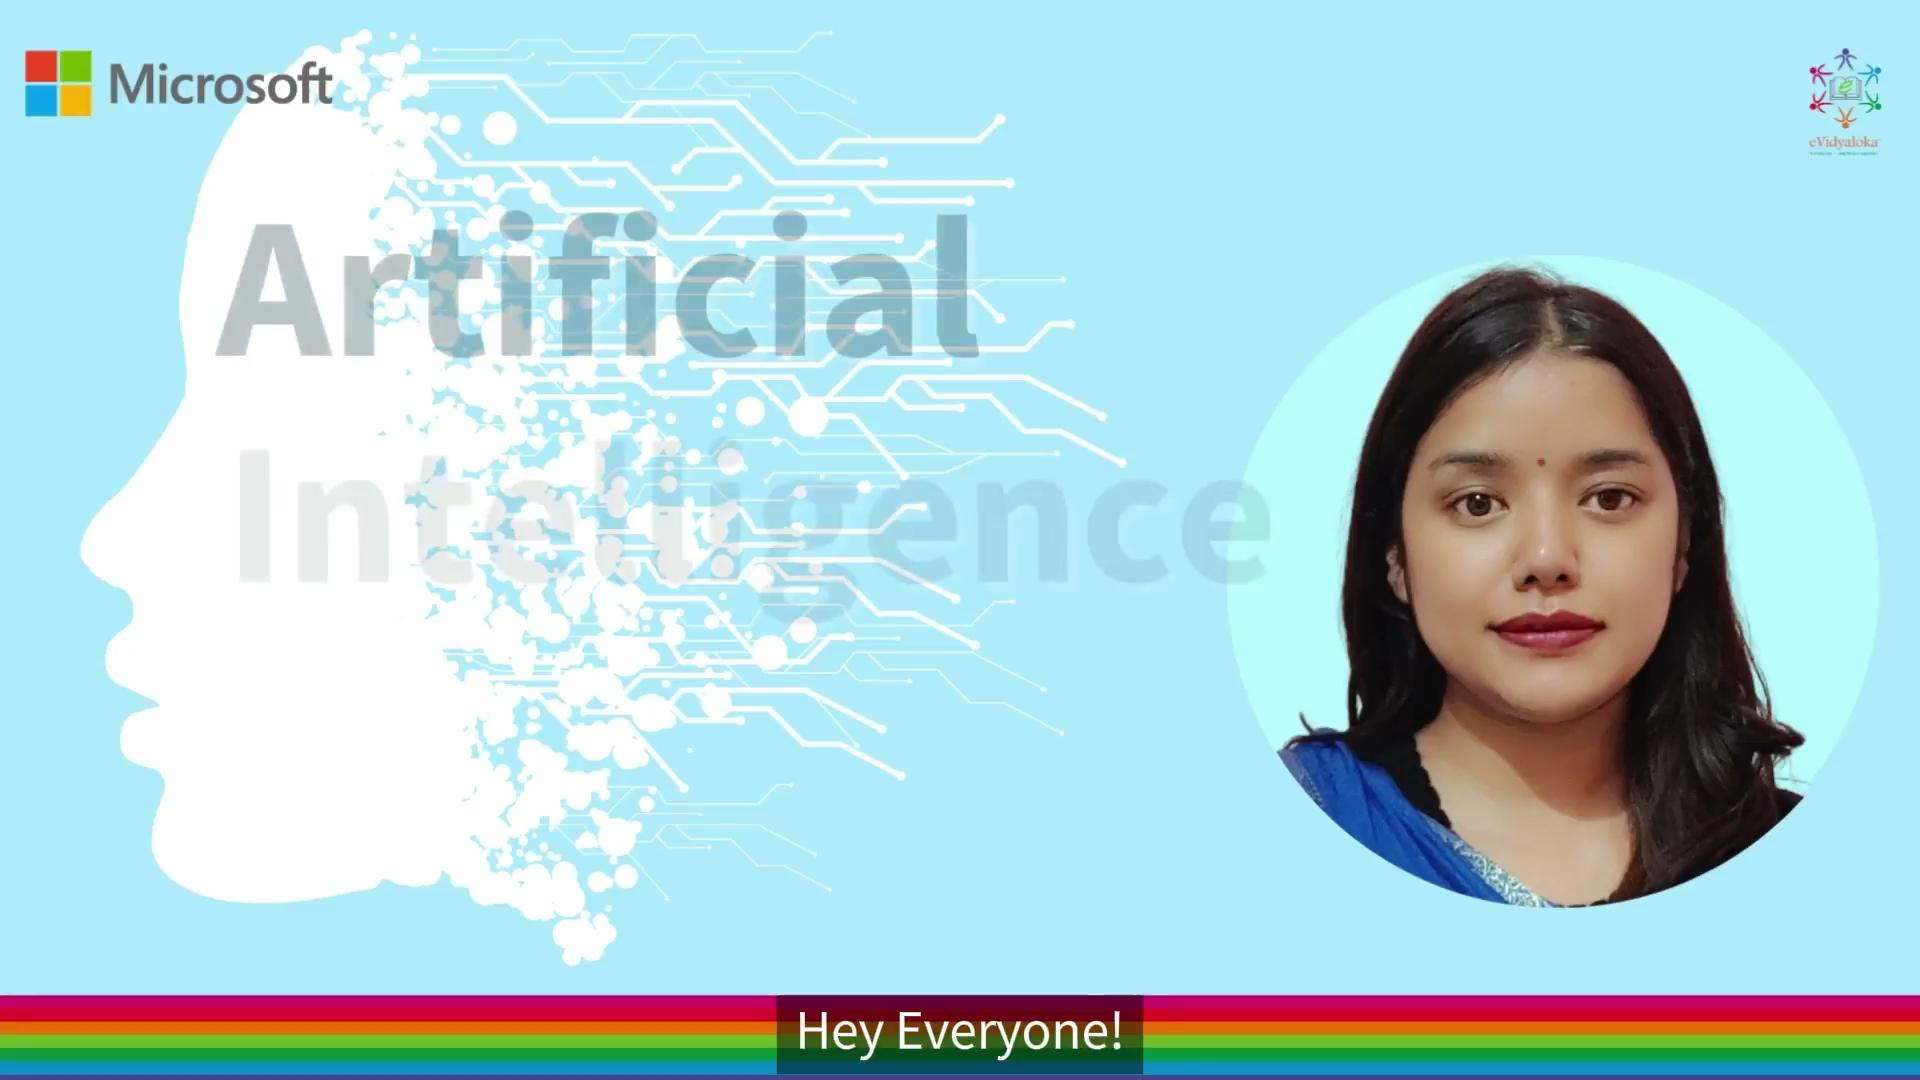 Microsoft
eVidyaloka
Artificial
Intelligence
Hey Everyone!